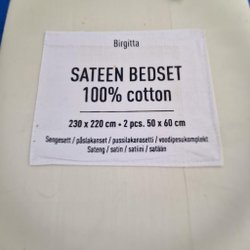 Birgitta
SATEEN BEDSET
100% cotton
230 x 220 cm + 2 pcs. 50 x 60 cm
Sengesett / påslakanset / pussilakanasetti / voodipesukomplekt
Sateng / satin / satiini / satään